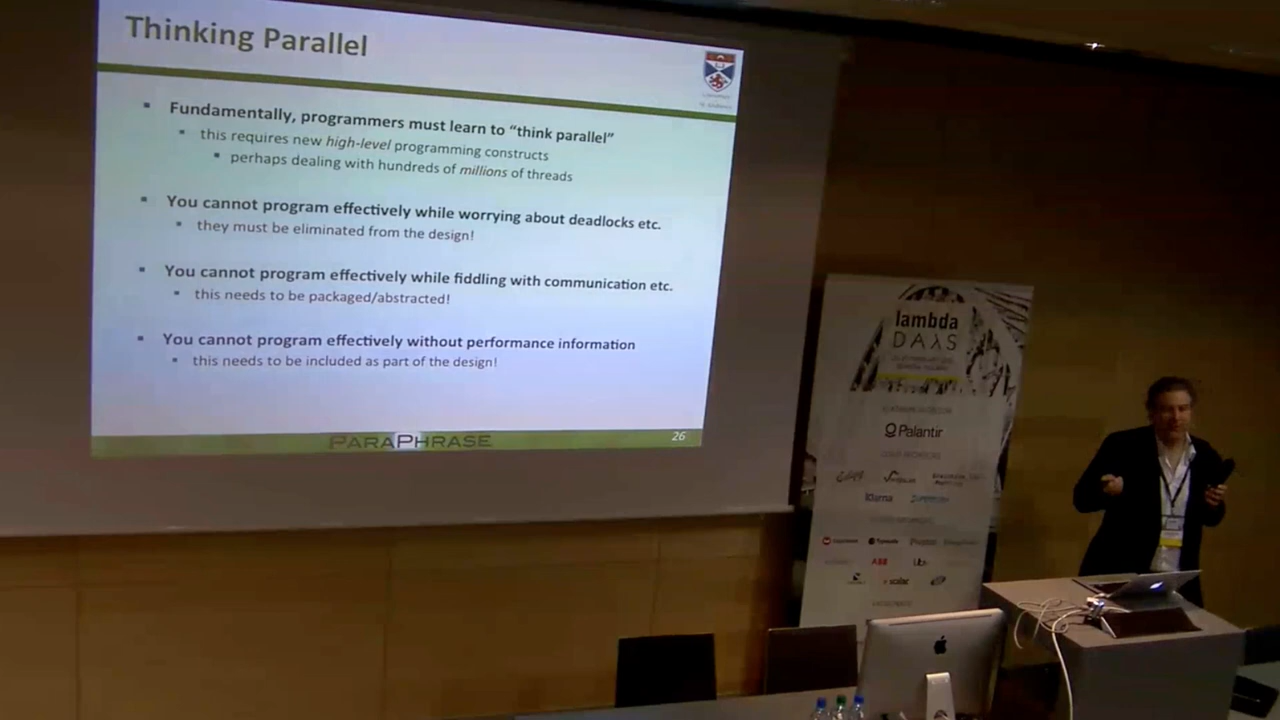 Thinking Parallel
Fundamentally, programmers must learn to “think parallel”
this requires new high-level programming constructs
perhaps dealing with hundreds of millions of threads
You cannot program effectively while worrying about deadlocks etc.
they must be eliminated from the design!
You cannot program effectively while fiddling with communication etc.
this needs to be packaged/abstracted!
You cannot program effectively without performance information
this needs to be included as part of the design!
PARAPHRASE
26
lambda
DAλS
Palantir
Klarna
ABB
scalac